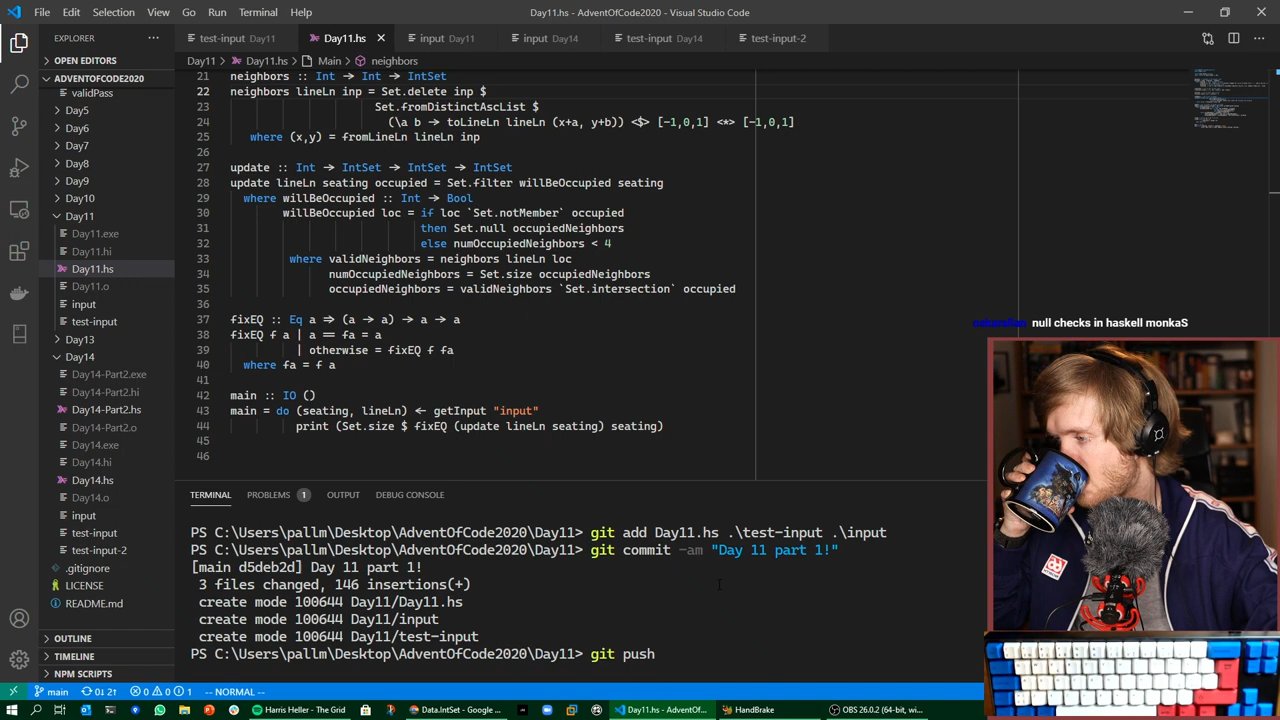 File Edit Selection View Go Run Terminal Help
Day11.hs - AdventOfCode2020 - Visual Studio Code
EXPLORER
test-input Day11
Day11.hs
input Day11
input Day14
test-input Day14
test-input-2
OPEN EDITORS
Day11 > Day11.hs > Main > neighbors
ADVENTOFCODE2020
validPass
Day5
Day6
Day7
Day8
Day9
Day10
Day11
Day11.exe
Day11.hi
Day11.hs
Day11.o
input
test-input
Day13
Day14
Day14-Part2.exe
Day14-Part2.hi
Day14-Part2.hs
Day14-Part2.o
Day14.exe
Day14.hi
Day14.hs
Day14.o
input
test-input
test-input-2
.gitignore
LICENSE
README.md
OUTLINE
TIMELINE
NPM SCRIPTS
21 neighbors :: Int → Int → IntSet
22 neighbors lineLn inp = Set.delete inp $
23 Set.fromDistinctAscList $
24 (\a b → toLineLn lineLn (x+a, y+b)) <$> [-1,0,1] <*> [-1,0,1]
25 where (x,y) = fromLineLn lineLn inp
26
27 update :: Int → IntSet → IntSet → IntSet
28 update lineLn seating occupied = Set.filter willBeOccupied seating
29 where willBeOccupied :: Int → Bool
30 willBeOccupied loc = if loc `Set.notMember` occupied
31 then Set.null occupiedNeighbors
32 else numOccupiedNeighbors < 4
33 where validNeighbors = neighbors lineLn loc
34 numOccupiedNeighbors = Set.size occupiedNeighbors
35 occupiedNeighbors = validNeighbors `Set.intersection` occupied
36
37 fixEQ :: Eq a ⇒ (a → a) → a → a
38 fixEQ f a | a == fa = a
39 | otherwise = fixEQ f fa
40 where fa = f a
41
42 main :: IO ()
43 main = do (seating, lineLn) ← getInput "input"
44 print (Set.size $ fixEQ (update lineLn seating) seating)
45
46
null checks in haskell monkaS
TERMINAL PROBLEMS 1 OUTPUT DEBUG CONSOLE
PS C:\Users\pallm\Desktop\AdventOfCode2020\Day11> git add Day11.hs .\test-input .\input
PS C:\Users\pallm\Desktop\AdventOfCode2020\Day11> git commit -am "Day 11 part 1!"
[main d5deb2d] Day 11 part 1!
3 files changed, 146 insertions(+)
create mode 100644 Day11/Day11.hs
create mode 100644 Day11/input
create mode 100644 Day11/test-input
PS C:\Users\pallm\Desktop\AdventOfCode2020\Day11> git push
main 0↓ 2↑ 0 0 1 -- NORMAL --
Harris Heller - The Grid
Data.IntSet - Google ...
Day11.hs - AdventOf...
HandBrake
OBS 26.0.2 (64-bit, wi...